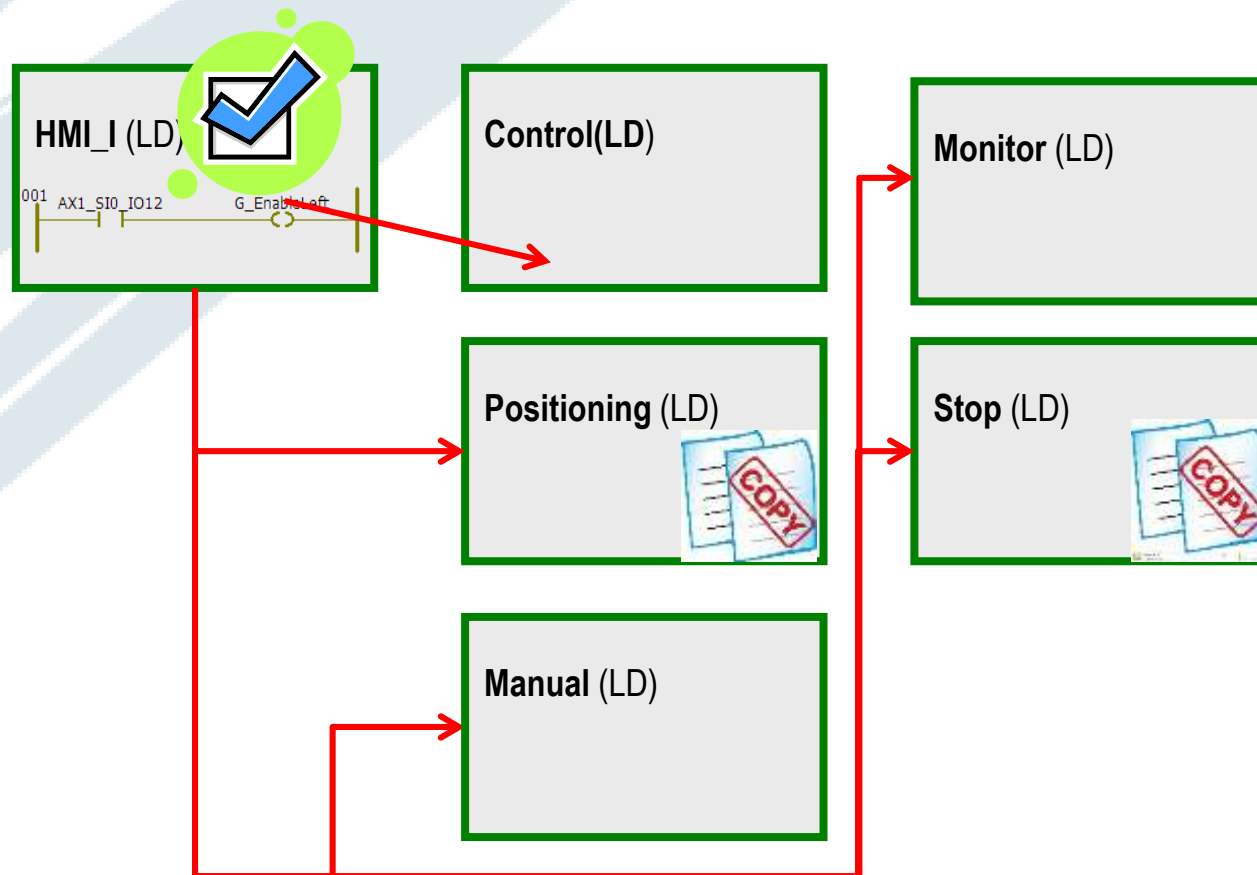 HMI_I (LD)
001 AX1_SI0_IO12 G_EnableLeft
Control(LD)
Monitor (LD)
Positioning (LD)
COPY
Stop (LD)
COPY
Manual (LD)